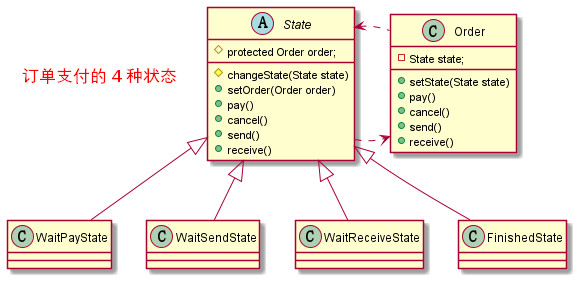 A State
protected Order order;
changeState(State state)
setOrder(Order order)
pay()
cancel()
send()
receive()
C Order
State state;
setState(State state)
pay()
cancel()
send()
receive()
订单支付的 4 种状态
C WaitPayState
C WaitSendState
C WaitReceiveState
C FinishedState